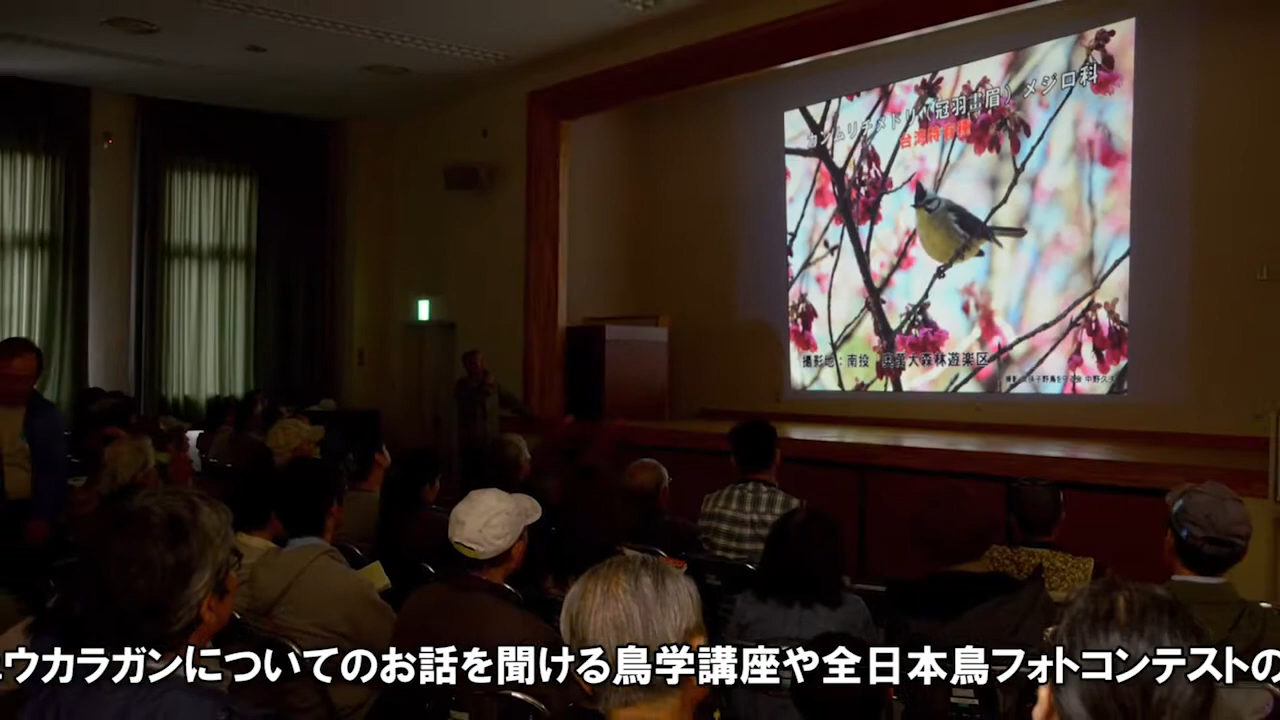 カンムリチメドリ（冠羽画眉）メジロ科
台湾特有種
撮影地：南投 奥萬大森林遊楽区
ュウカラガンについてのお話を聞ける鳥学講座や全日本鳥フォトコンテストの